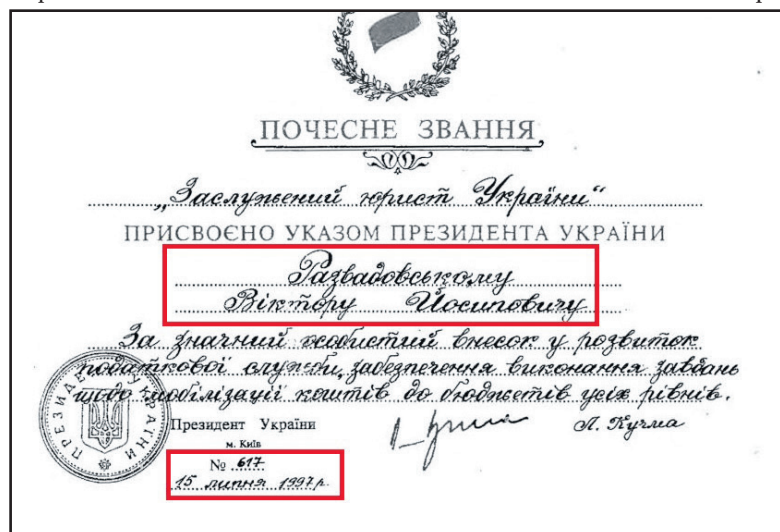 ПОЧЕСНЕ ЗВАННЯ
„Заслужений юрист України“
ПРИСВОЄНО УКАЗОМ ПРЕЗИДЕНТА УКРАЇНИ
Развадовському
Віктору Йосиповичу
За значний особистий внесок у розвиток
податкової служби, забезпечення виконання завдань
щодо мобілізації коштів до бюджетів усіх рівнів.
ПРЕЗИДЕНТ УКРАЇНИ
Президент України
Л. Кучма
м. Київ
№ 617
15 липня 1997 р.